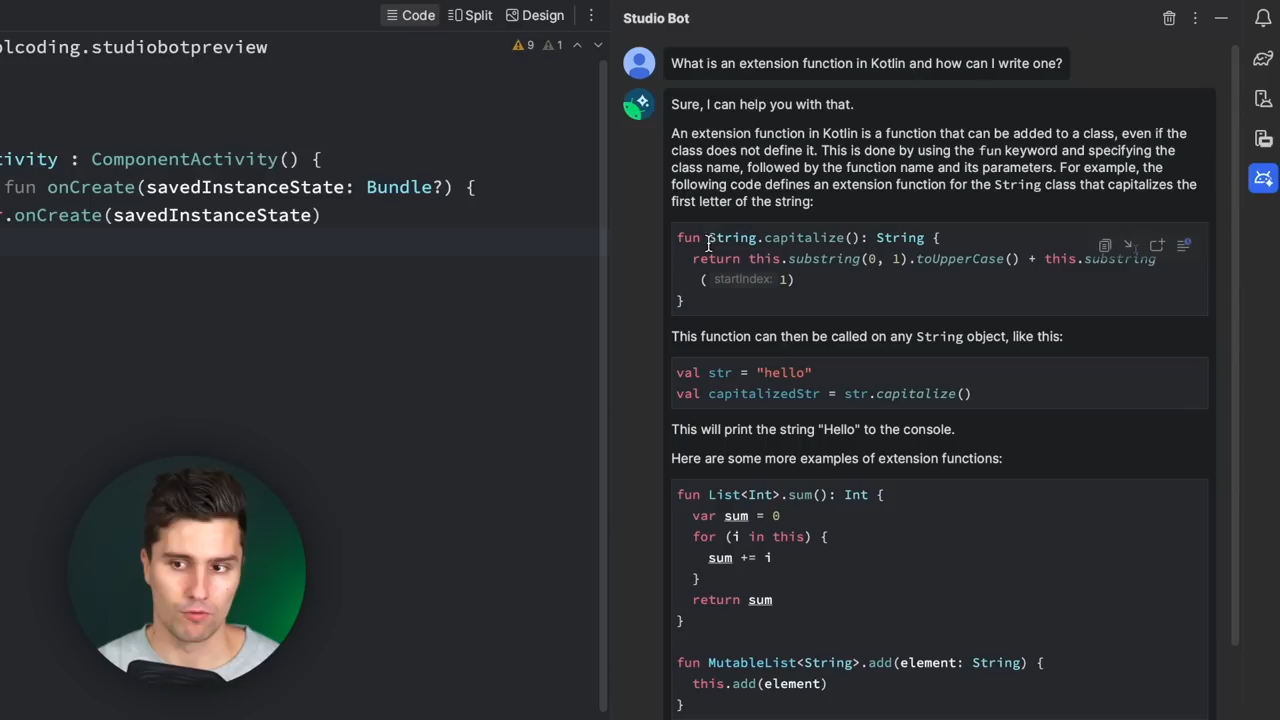 Code
Split
Design
Studio Bot
olcoding.studiobotpreview
9
1
What is an extension function in Kotlin and how can I write one?
Sure, I can help you with that.
An extension function in Kotlin is a function that can be added to a class, even if the
class does not define it. This is done by using the fun keyword and specifying the
class name, followed by the function name and its parameters. For example, the
following code defines an extension function for the String class that capitalizes the
first letter of the string:
tivity : ComponentActivity() {
fun onCreate(savedInstanceState: Bundle?) {
r.onCreate(savedInstanceState)
fun String.capitalize(): String {
return this.substring(0, 1).toUpperCase() + this.substring
( startIndex: 1)
}
This function can then be called on any String object, like this:
val str = "hello"
val capitalizedStr = str.capitalize()
This will print the string "Hello" to the console.
Here are some more examples of extension functions:
fun List<Int>.sum(): Int {
var sum = 0
for (i in this) {
sum += i
}
return sum
}
fun MutableList<String>.add(element: String) {
this.add(element)
}